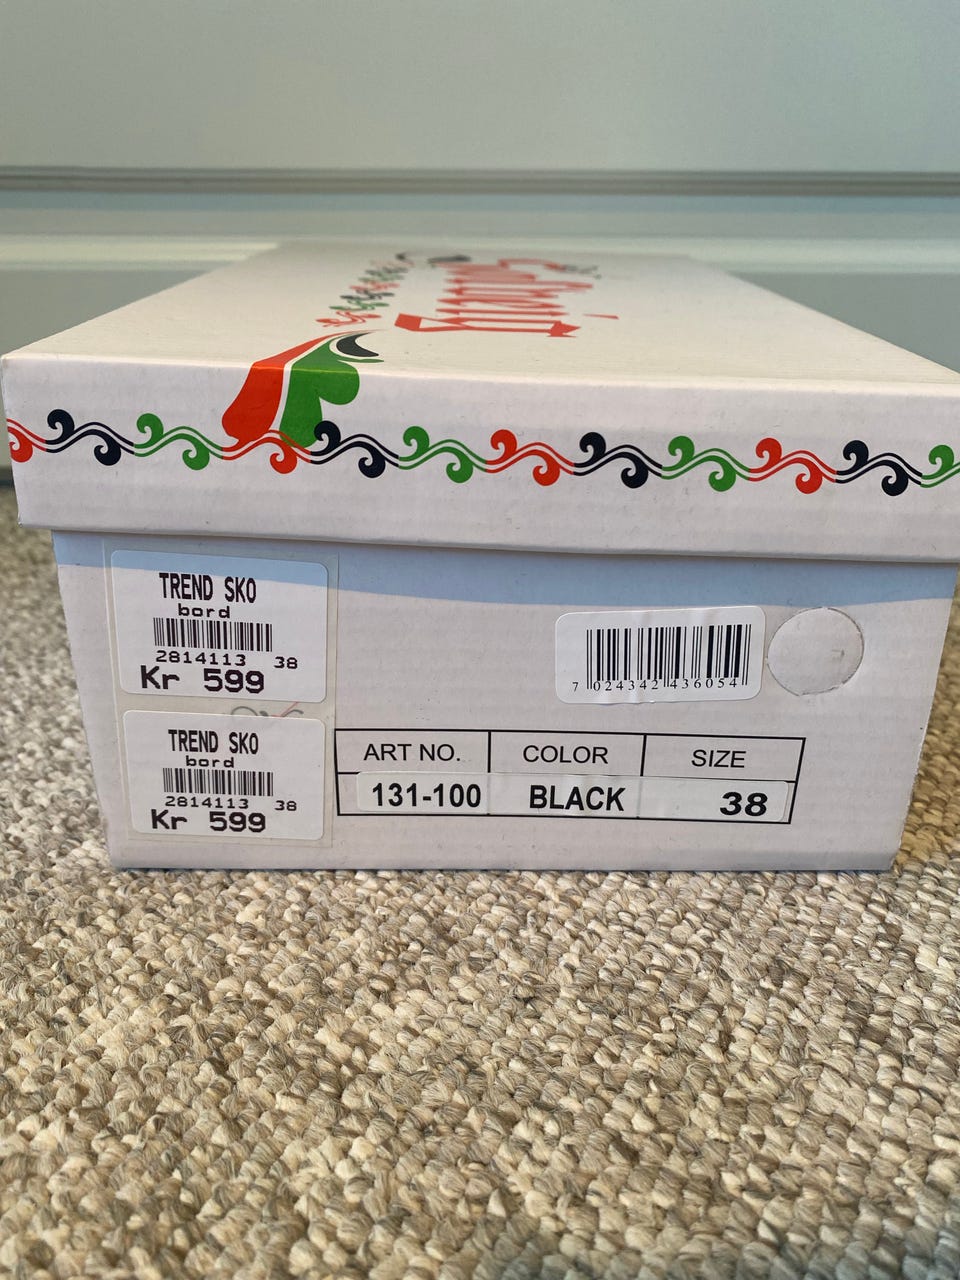 TREND SKO
bord
2814113 38
Kr 599
TREND SKO
bord
2814113 38
Kr 599
7 024342 436054
ART NO. COLOR SIZE
131-100 BLACK 38